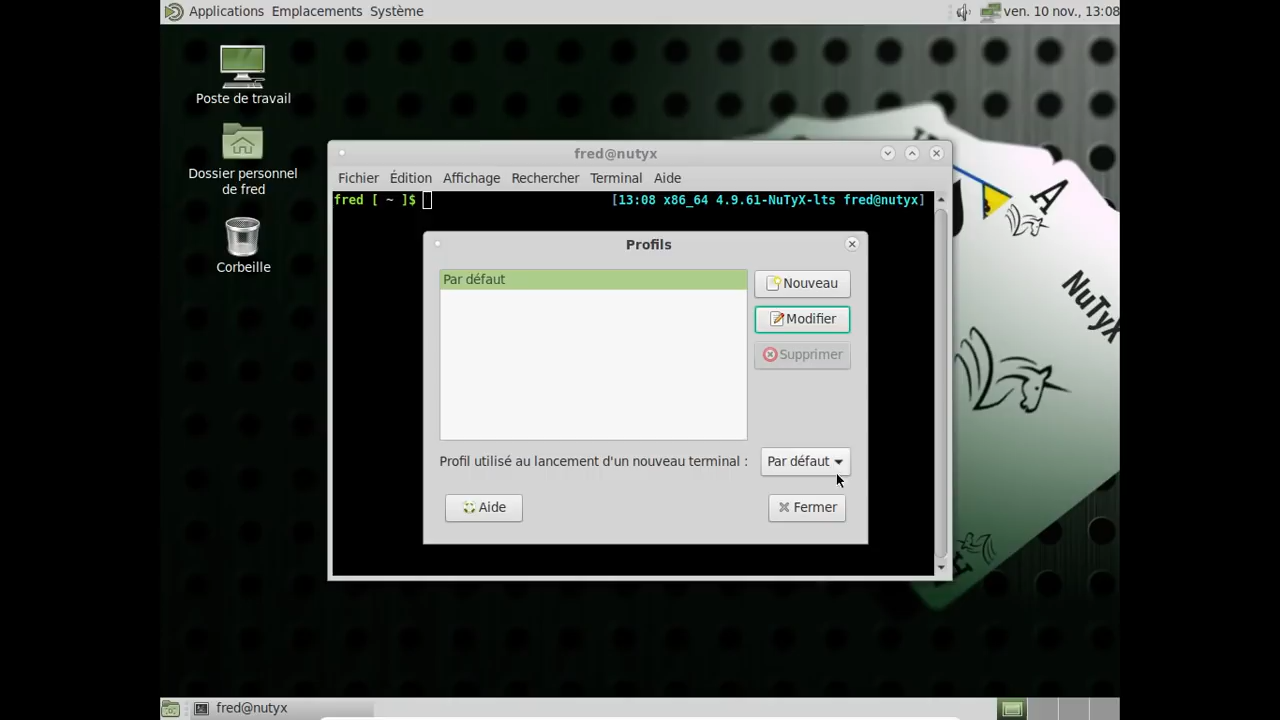 Applications Emplacements Système
ven. 10 nov., 13:08
Poste de travail
Dossier personnel
de fred
Corbeille
fred@nutyx
Fichier Édition Affichage Rechercher Terminal Aide
fred [ ~ ]$ [13:08 x86_64 4.9.61-NuTyX-lts fred@nutyx]
Profils
Par défaut
Nouveau
Modifier
Supprimer
Profil utilisé au lancement d'un nouveau terminal : Par défaut
Aide
Fermer
A
NuTyX
fred@nutyx